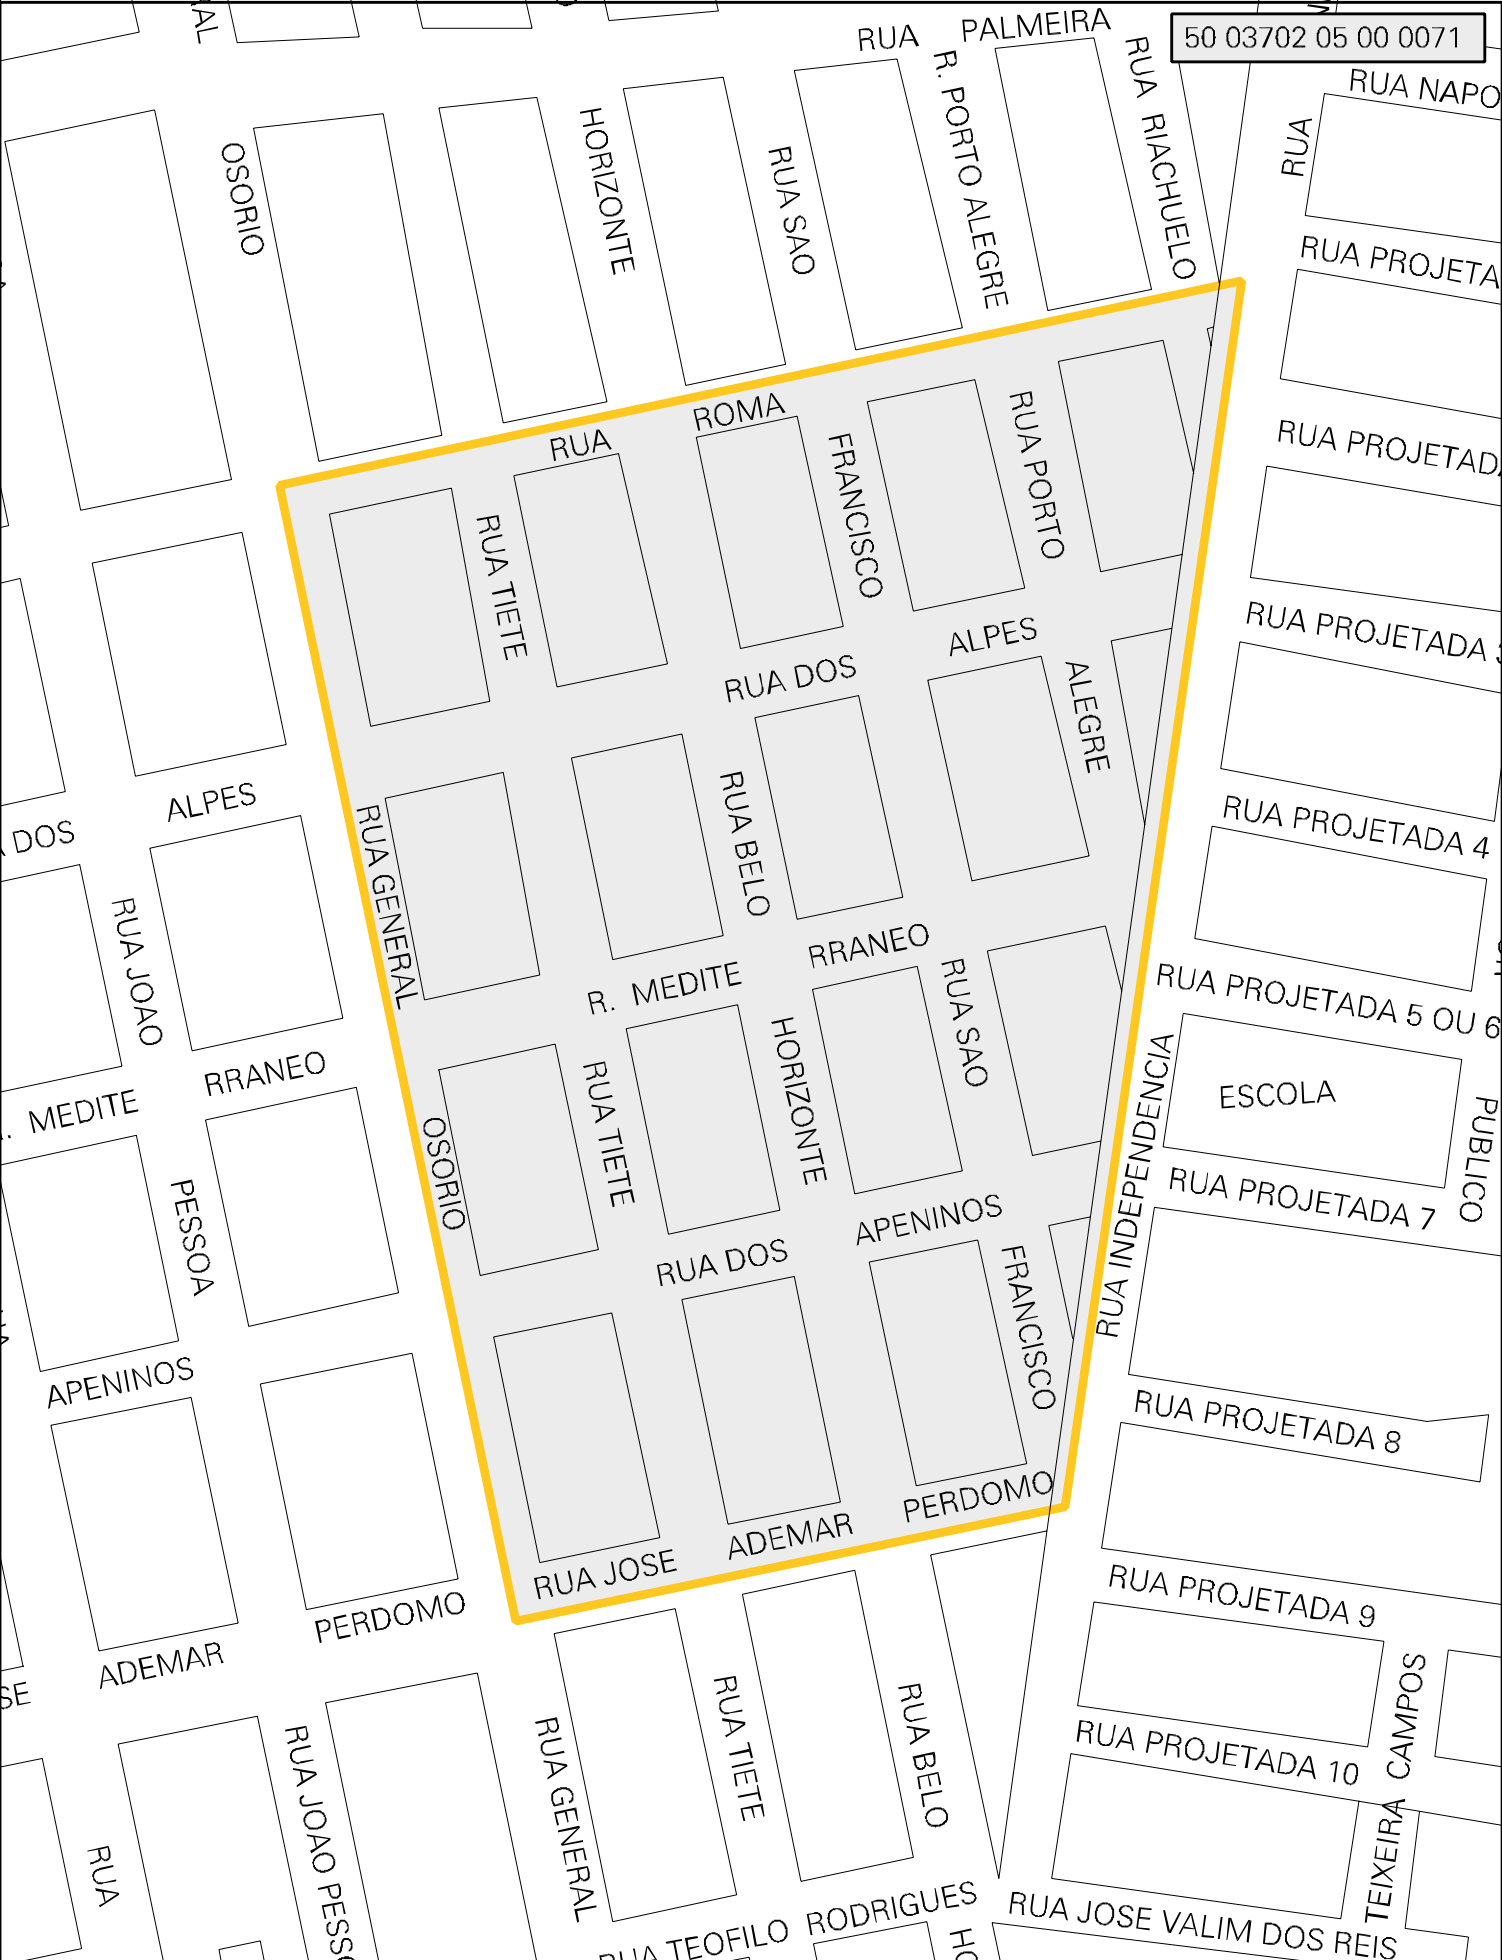 50 03702 05 00 0071
RUA PALMEIRA
RUA NAPO
OSORIO
HORIZONTE
RUA SAO
R. PORTO ALEGRE
RUA RIACHUELO
RUA
RUA PROJETA
RUA ROMA
RUA PROJETADA
RUA TIETE
FRANCISCO
RUA PORTO
ALPES
RUA DOS
ALEGRE
RUA PROJETADA 3
ALPES
DOS
RUA GENERAL
RUA BELO
RUA PROJETADA 4
RUA JOAO
RRANEO
R. MEDITE
RUA SAO
RUA PROJETADA 5 OU 6
RRANEO
MEDITE
RUA TIETE
HORIZONTE
RUA INDEPENDENCIA
ESCOLA
PUBLICO
OSORIO
PESSOA
RUA DOS
APENINOS
RUA PROJETADA 7
FRANCISCO
APENINOS
RUA PROJETADA 8
RUA JOSE
ADEMAR
PERDOMO
PERDOMO
ADEMAR
SE
RUA PROJETADA 9
RUA JOAO PESSO
RUA GENERAL
RUA TIETE
RUA BELO
RUA PROJETADA 10
TEIXEIRA CAMPOS
RUA
RUA TEOFILO RODRIGUES
HO
RUA JOSE VALIM DOS REIS